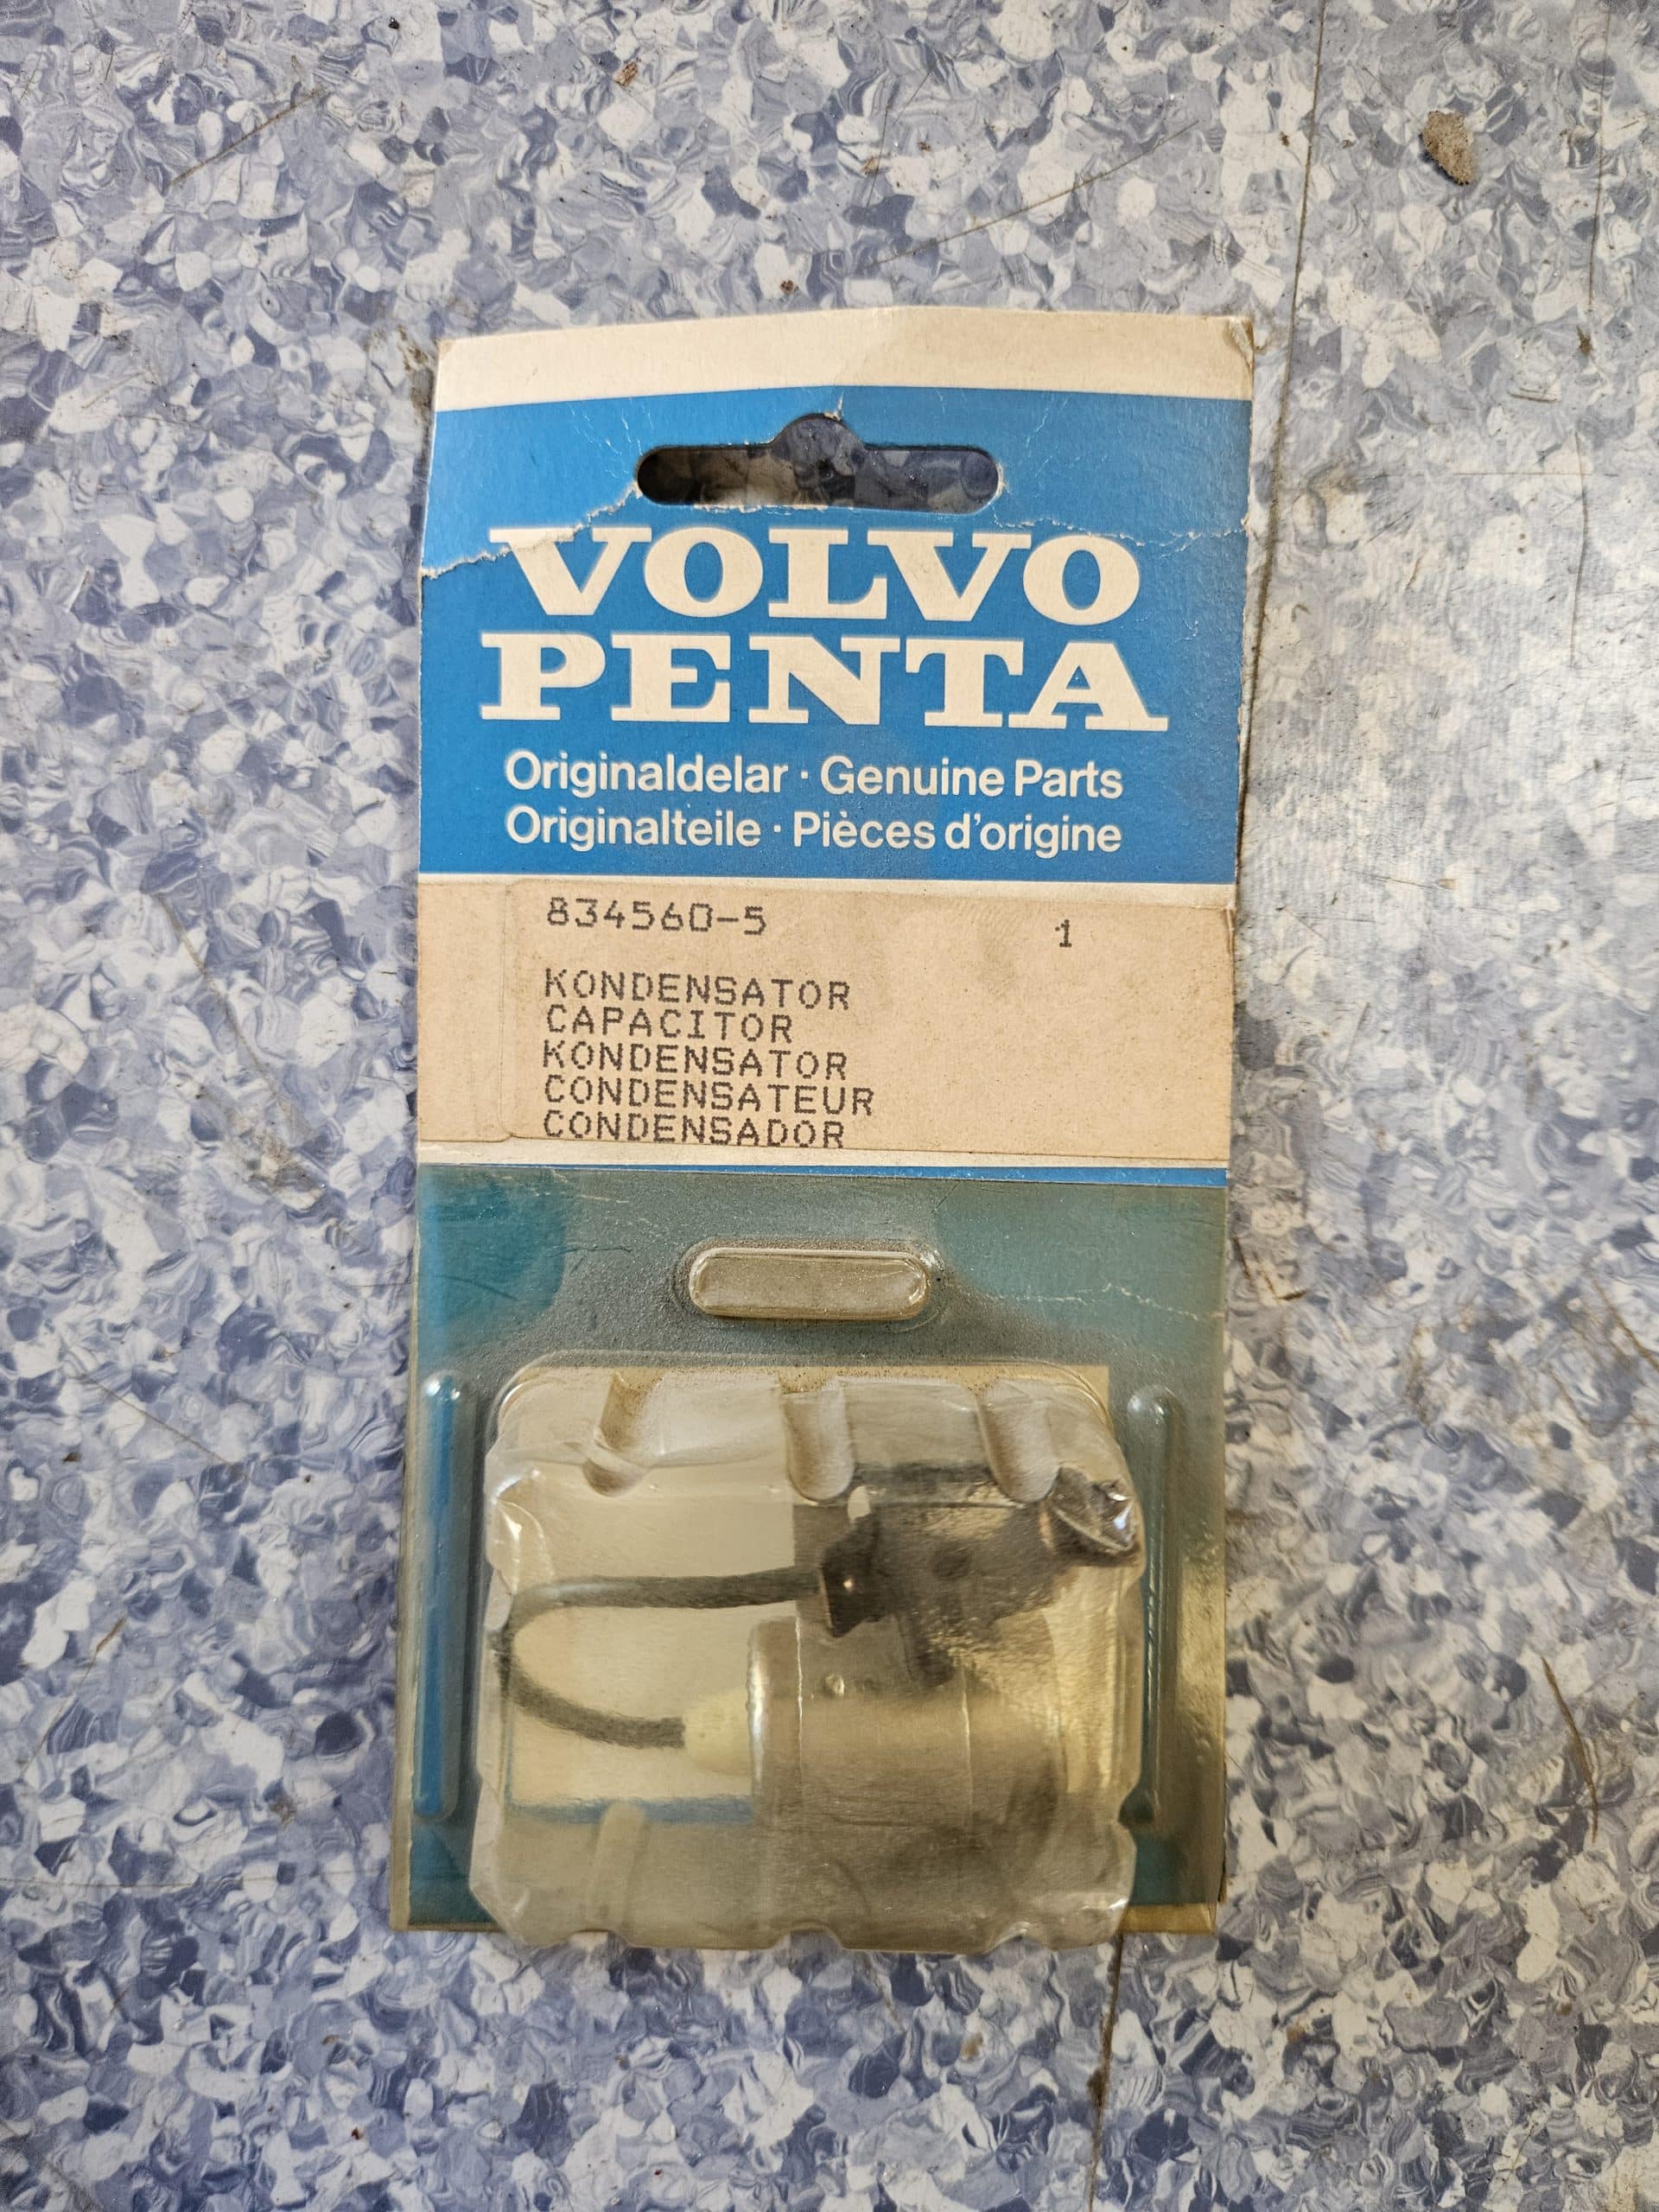 VOLVO
PENTA
Originaldelar · Genuine Parts
Originalteile · Pièces d'origine
834560-5 1
KONDENSATOR
CAPACITOR
KONDENSATOR
CONDENSATEUR
CONDENSADOR